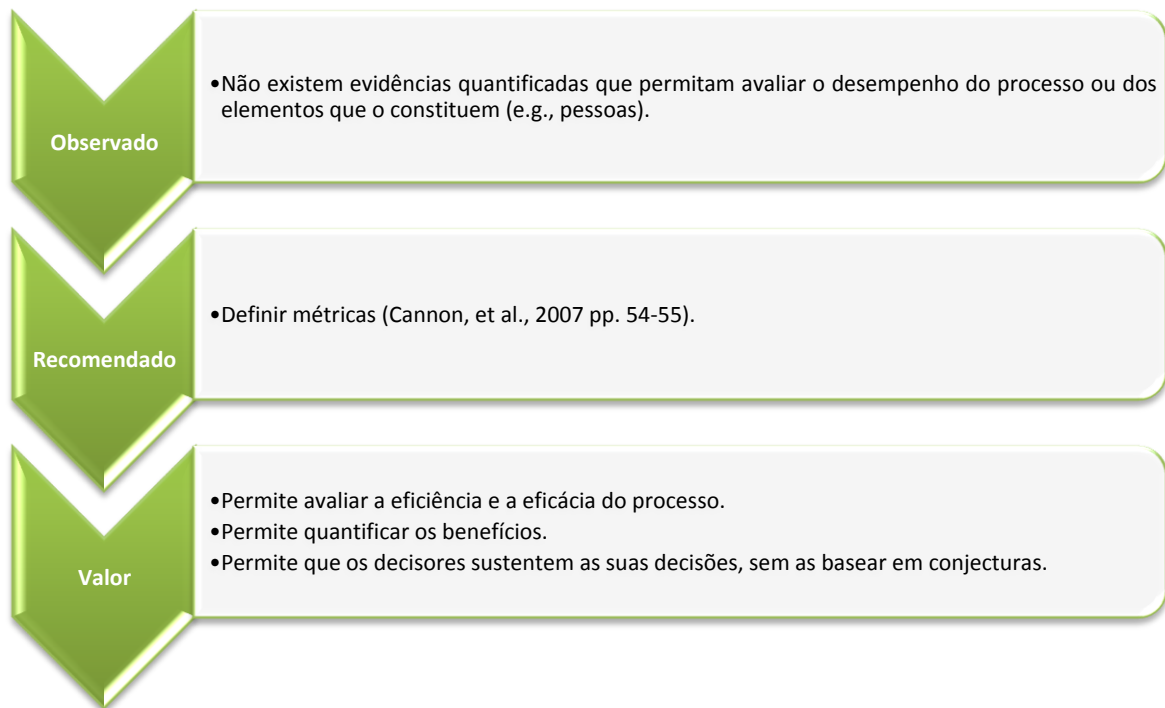 Observado
•Não existem evidências quantificadas que permitam avaliar o desempenho do processo ou dos
elementos que o constituem (e.g., pessoas).
Recomendado
•Definir métricas (Cannon, et al., 2007 pp. 54-55).
Valor
•Permite avaliar a eficiência e a eficácia do processo.
•Permite quantificar os benefícios.
•Permite que os decisores sustentem as suas decisões, sem as basear em conjecturas.